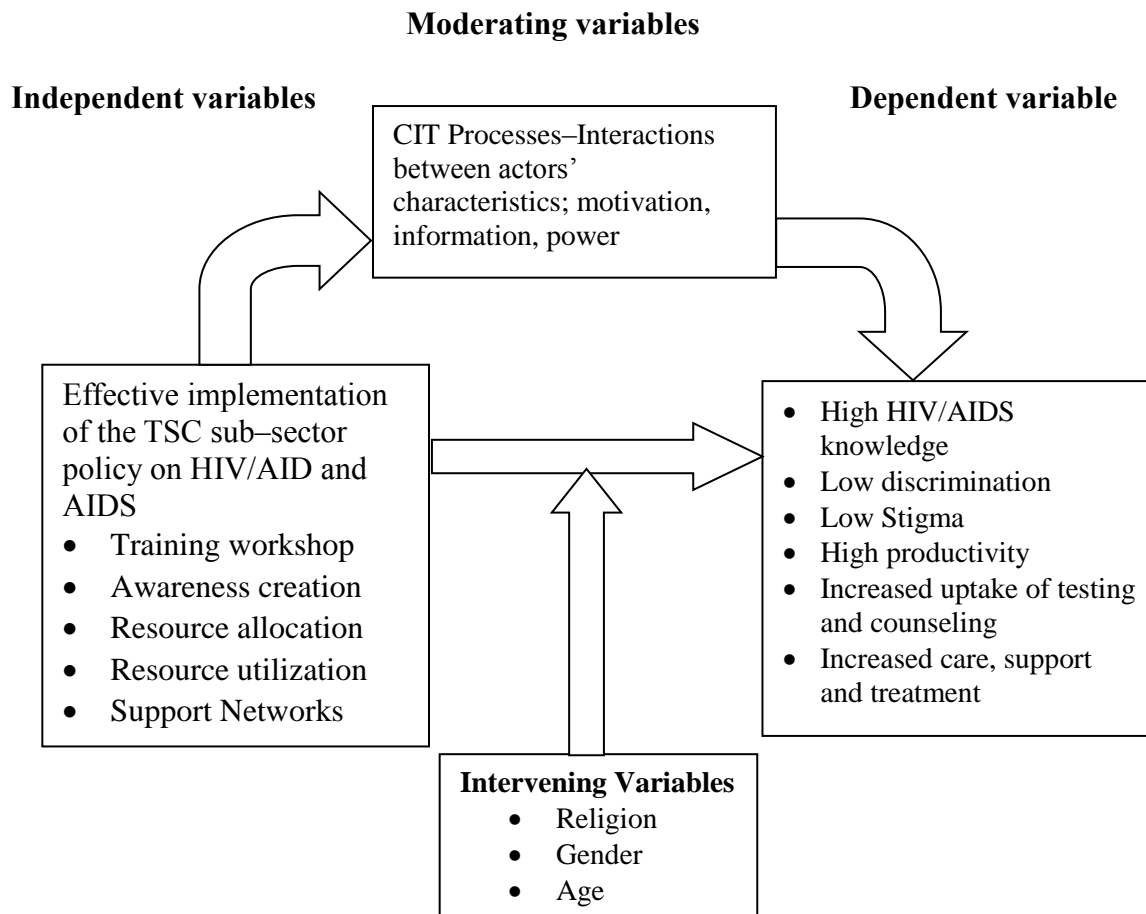 Moderating variables
Independent variables
Dependent variable
CIT Processes–Interactions
between actors’
characteristics; motivation,
information, power
Effective implementation
of the TSC sub–sector
policy on HIV/AID and
AIDS
• Training workshop
• Awareness creation
• Resource allocation
• Resource utilization
• Support Networks
• High HIV/AIDS
knowledge
• Low discrimination
• Low Stigma
• High productivity
• Increased uptake of testing
and counseling
• Increased care, support
and treatment
Intervening Variables
• Religion
• Gender
• Age